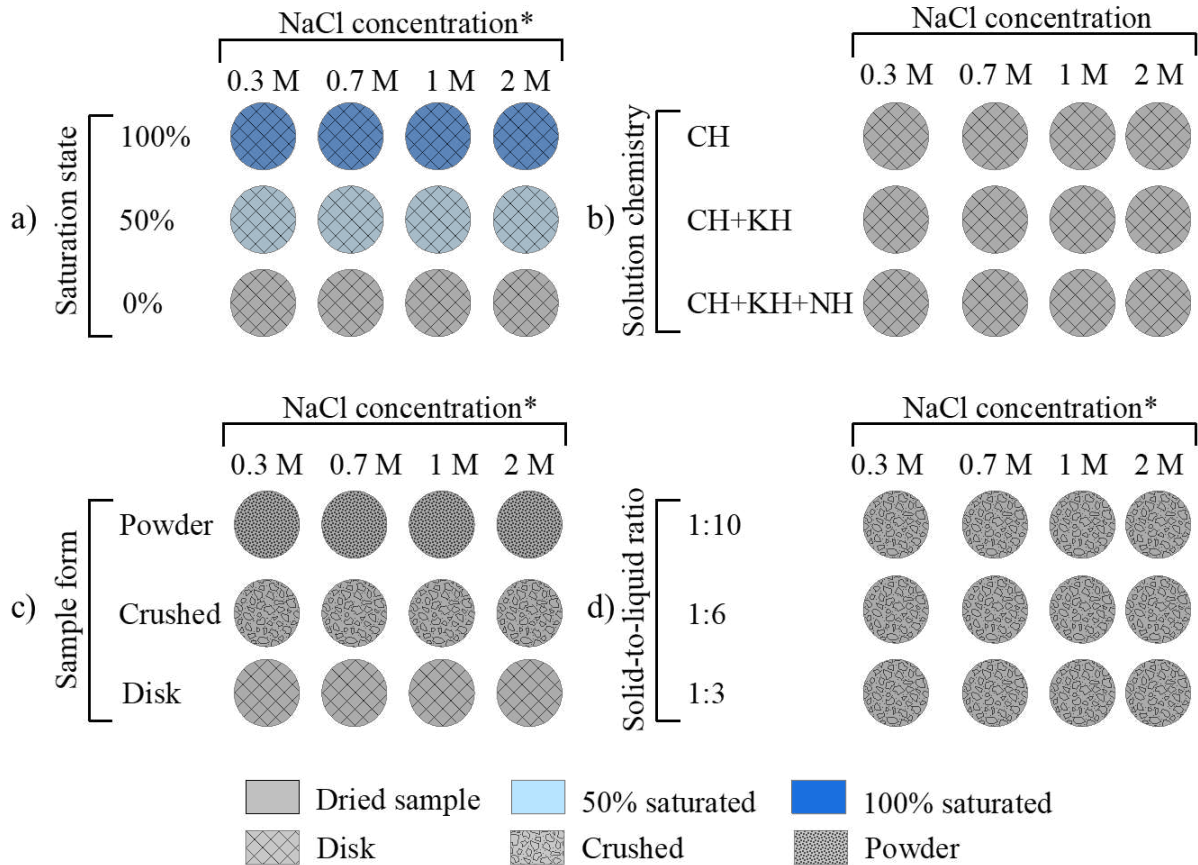 NaCl concentration*
0.3 M 0.7 M 1 M 2 M
a)
Saturation state
100%
50%
0%
NaCl concentration
0.3 M 0.7 M 1 M 2 M
b)
Solution chemistry
CH
CH+KH
CH+KH+NH
NaCl concentration*
0.3 M 0.7 M 1 M 2 M
c)
Sample form
Powder
Crushed
Disk
NaCl concentration*
0.3 M 0.7 M 1 M 2 M
d)
Solid-to-liquid ratio
1:10
1:6
1:3
Dried sample 50% saturated 100% saturated
Disk Crushed Powder